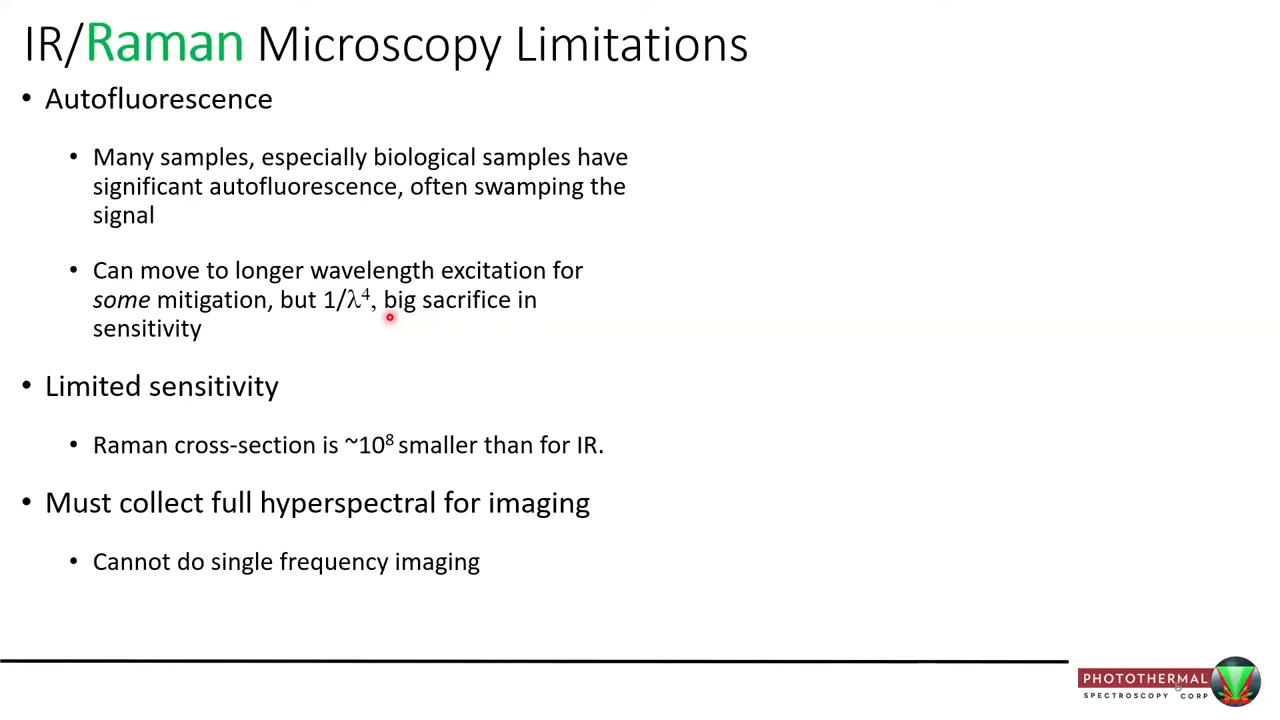 IR/Raman Microscopy Limitations
• Autofluorescence
• Many samples, especially biological samples have
significant autofluorescence, often swamping the
signal
• Can move to longer wavelength excitation for
some mitigation, but 1/λ⁴, big sacrifice in
sensitivity
• Limited sensitivity
• Raman cross-section is ~10⁸ smaller than for IR.
• Must collect full hyperspectral for imaging
• Cannot do single frequency imaging
PHOTOTHERMAL
SPECTROSCOPY CORP